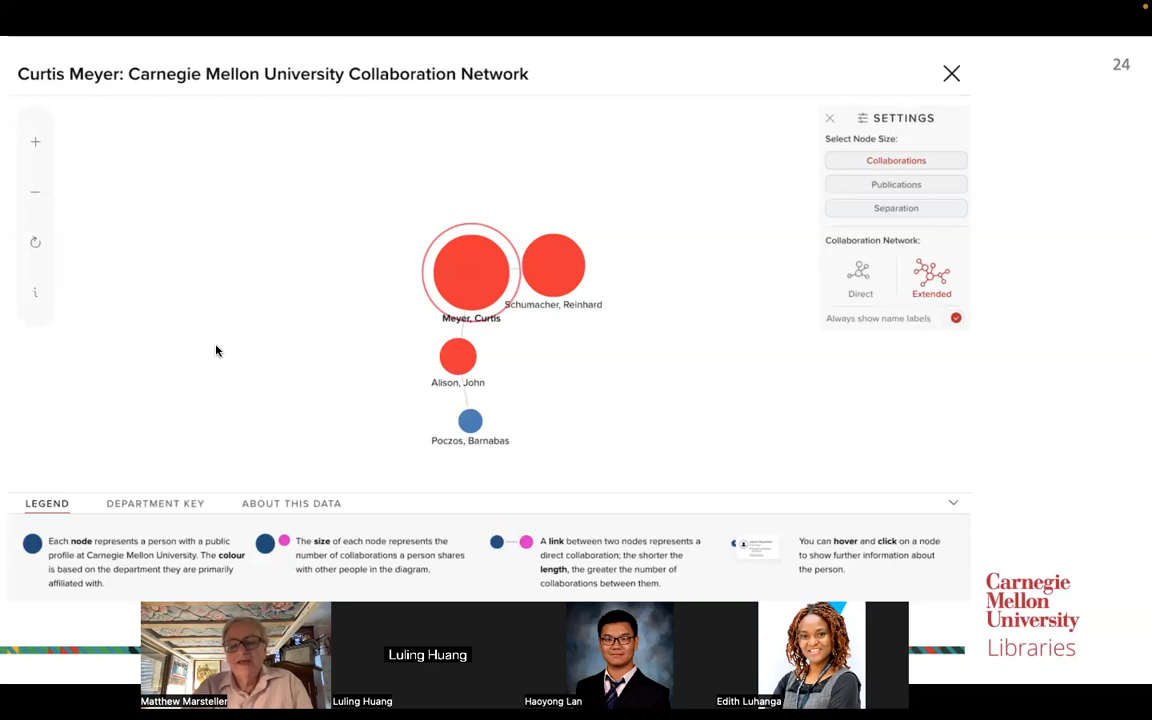 Curtis Meyer: Carnegie Mellon University Collaboration Network
24
SETTINGS
Select Node Size:
Collaborations
Publications
Separation
Collaboration Network:
Direct
Extended
Always show name labels
Schumacher, Reinhard
Meyer, Curtis
Alison, John
Poczos, Barnabas
LEGEND
DEPARTMENT KEY
ABOUT THIS DATA
Each node represents a person with a public
profile at Carnegie Mellon University. The colour
is based on the department they are primarily
affiliated with.
The size of each node represents the
number of collaborations a person shares
with other people in the diagram.
A link between two nodes represents a
direct collaboration; the shorter the
length, the greater the number of
collaborations between them.
You can hover and click on a node
to show further information about
the person.
Carnegie
Mellon
University
Libraries
Luling Huang
Matthew Marsteller
Luling Huang
Haoyong Lan
Edith Luhanga